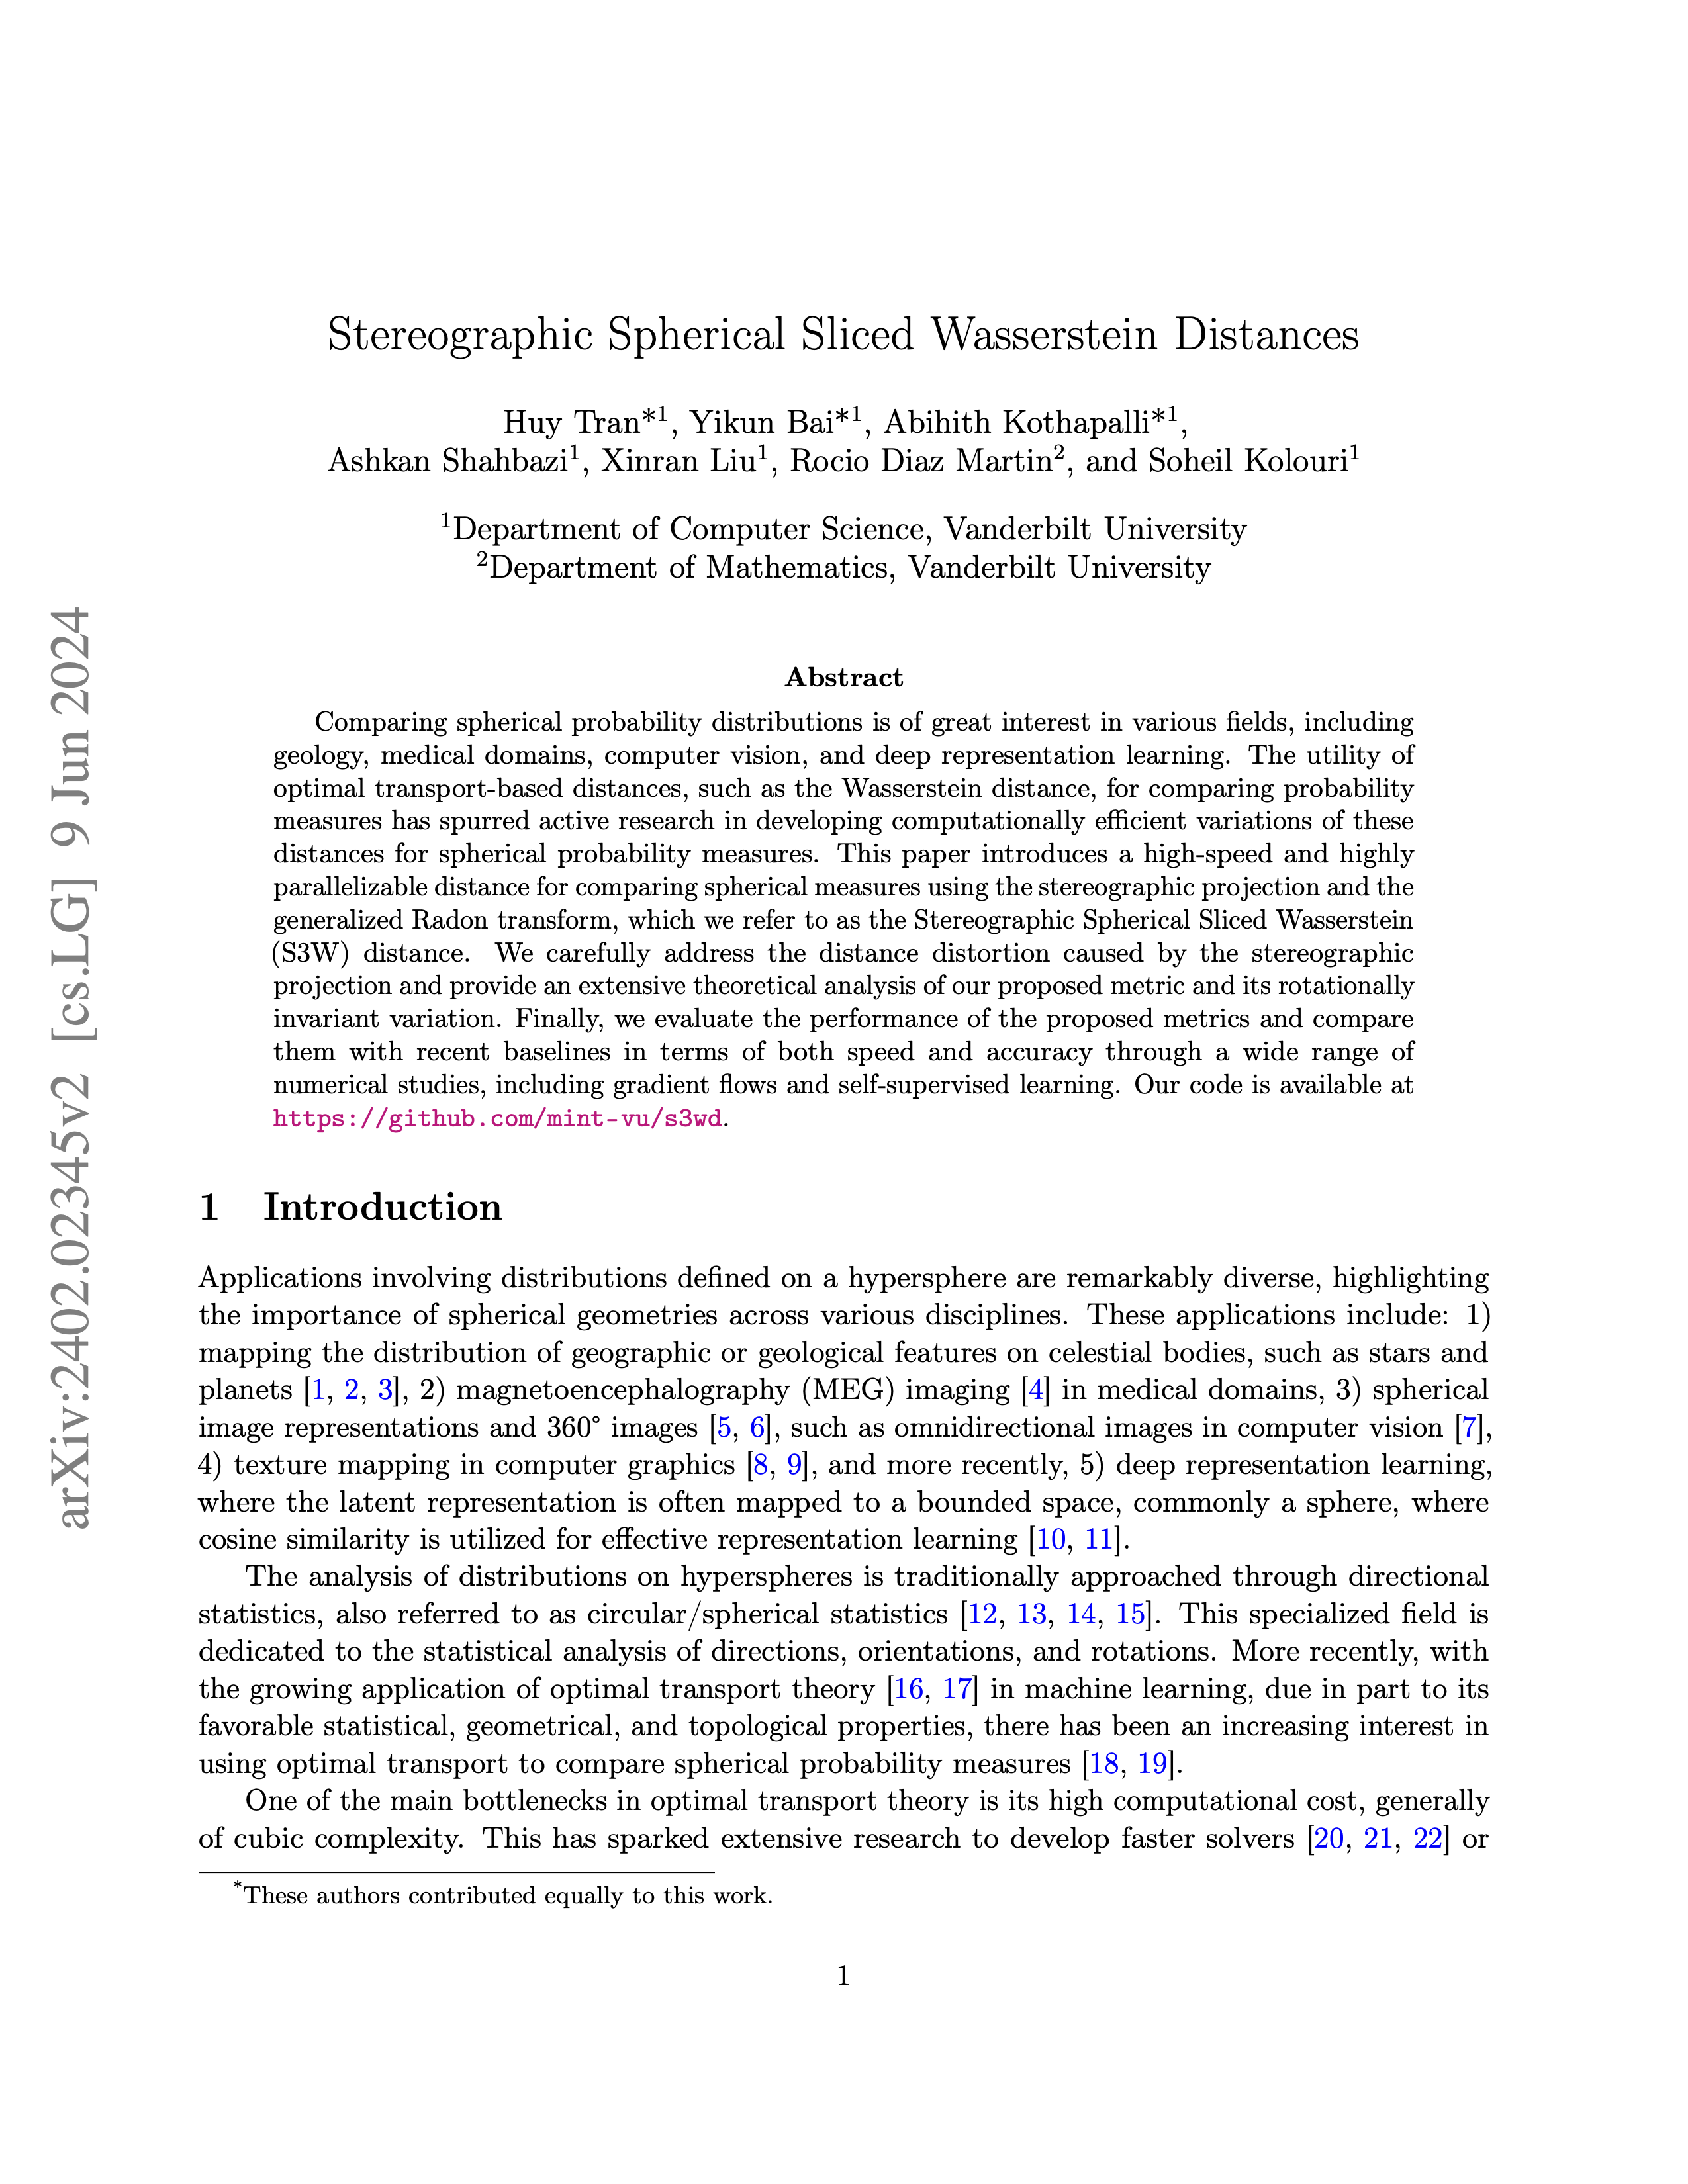 arXiv:2402.02345v2 [cs.LG] 9 Jun 2024
Stereographic Spherical Sliced Wasserstein Distances
Huy Tran*1, Yikun Bai*1, Abihith Kothapalli*1,
Ashkan Shahbazi1, Xinran Liu1, Rocio Diaz Martin2, and Soheil Kolouri1
1Department of Computer Science, Vanderbilt University
2Department of Mathematics, Vanderbilt University
Abstract
Comparing spherical probability distributions is of great interest in various fields, including
geology, medical domains, computer vision, and deep representation learning. The utility of
optimal transport-based distances, such as the Wasserstein distance, for comparing probability
measures has spurred active research in developing computationally efficient variations of these
distances for spherical probability measures. This paper introduces a high-speed and highly
parallelizable distance for comparing spherical measures using the stereographic projection and the
generalized Radon transform, which we refer to as the Stereographic Spherical Sliced Wasserstein
(S3W) distance. We carefully address the distance distortion caused by the stereographic
projection and provide an extensive theoretical analysis of our proposed metric and its rotationally
invariant variation. Finally, we evaluate the performance of the proposed metrics and compare
them with recent baselines in terms of both speed and accuracy through a wide range of
numerical studies, including gradient flows and self-supervised learning. Our code is available at
https://github.com/mint-vu/s3wd.
1 Introduction
Applications involving distributions defined on a hypersphere are remarkably diverse, highlighting
the importance of spherical geometries across various disciplines. These applications include: 1)
mapping the distribution of geographic or geological features on celestial bodies, such as stars and
planets [1, 2, 3], 2) magnetoencephalography (MEG) imaging [4] in medical domains, 3) spherical
image representations and 360° images [5, 6], such as omnidirectional images in computer vision [7],
4) texture mapping in computer graphics [8, 9], and more recently, 5) deep representation learning,
where the latent representation is often mapped to a bounded space, commonly a sphere, where
cosine similarity is utilized for effective representation learning [10, 11].
The analysis of distributions on hyperspheres is traditionally approached through directional
statistics, also referred to as circular/spherical statistics [12, 13, 14, 15]. This specialized field is
dedicated to the statistical analysis of directions, orientations, and rotations. More recently, with
the growing application of optimal transport theory [16, 17] in machine learning, due in part to its
favorable statistical, geometrical, and topological properties, there has been an increasing interest in
using optimal transport to compare spherical probability measures [18, 19].
One of the main bottlenecks in optimal transport theory is its high computational cost, generally
of cubic complexity. This has sparked extensive research to develop faster solvers [20, 21, 22] or
*These authors contributed equally to this work.
1